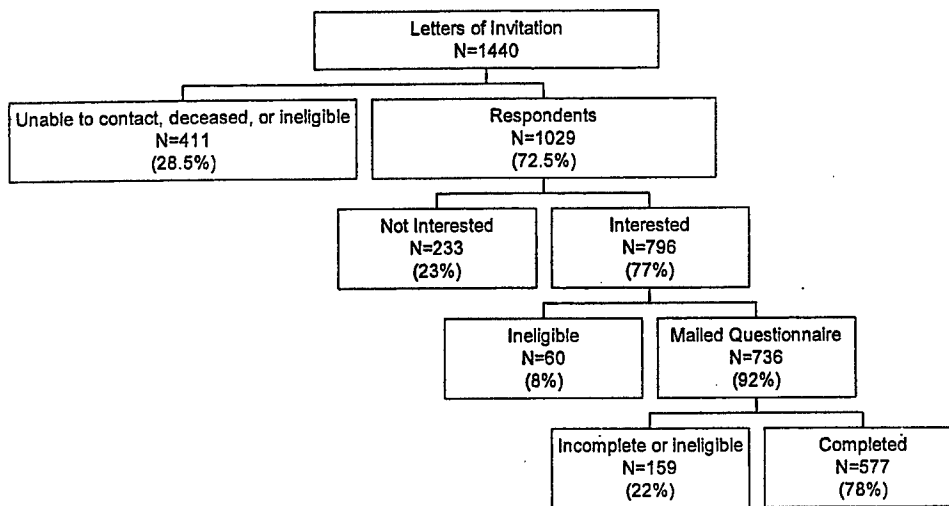 Letters of Invitation
N=1440
Unable to contact, deceased, or ineligible
N=411
(28.5%)
Respondents
N=1029
(72.5%)
Not Interested
N=233
(23%)
Interested
N=796
(77%)
Ineligible
N=60
(8%)
Mailed Questionnaire
N=736
(92%)
Incomplete or ineligible
N=159
(22%)
Completed
N=577
(78%)